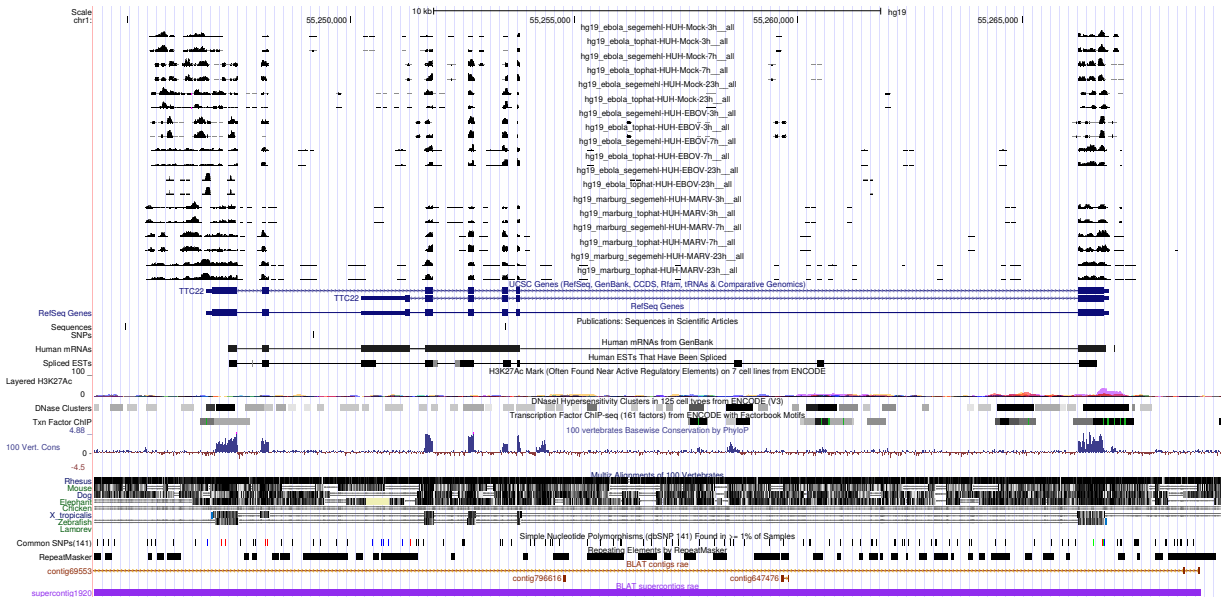 Scale 10 kb hg19
chr1: 55,250,000 55,255,000 55,260,000 55,265,000
hg19_ebola_segemehl-HUH-Mock-3h__all
hg19_ebola_tophat-HUH-Mock-3h__all
hg19_ebola_segemehl-HUH-Mock-7h__all
hg19_ebola_tophat-HUH-Mock-7h__all
hg19_ebola_segemehl-HUH-Mock-23h__all
hg19_ebola_tophat-HUH-Mock-23h__all
hg19_ebola_segemehl-HUH-EBOV-3h__all
hg19_ebola_tophat-HUH-EBOV-3h__all
hg19_ebola_segemehl-HUH-EBOV-7h__all
hg19_ebola_tophat-HUH-EBOV-7h__all
hg19_ebola_segemehl-HUH-EBOV-23h__all
hg19_ebola_tophat-HUH-EBOV-23h__all
hg19_marburg_segemehl-HUH-MARV-3h__all
hg19_marburg_tophat-HUH-MARV-3h__all
hg19_marburg_segemehl-HUH-MARV-7h__all
hg19_marburg_tophat-HUH-MARV-7h__all
hg19_marburg_segemehl-HUH-MARV-23h__all
hg19_marburg_tophat-HUH-MARV-23h__all
UCSC Genes (RefSeq, GenBank, CCDS, Rfam, tRNAs & Comparative Genomics)
TTC22
TTC22
RefSeq Genes
RefSeq Genes
Publications: Sequences in Scientific Articles
Sequences
SNPs
Human mRNAs from GenBank
Human mRNAs
Human ESTs That Have Been Spliced
Spliced ESTs
H3K27Ac Mark (Often Found Near Active Regulatory Elements) on 7 cell lines from ENCODE
100
Layered H3K27Ac
0
DNaseI Hypersensitivity Clusters in 125 cell types from ENCODE (V3)
DNase Clusters
Transcription Factor ChIP-seq (161 factors) from ENCODE with Factorbook Motifs
Txn Factor ChIP
100 vertebrates Basewise Conservation by PhyloP
4.88
100 Vert. Cons
0
-4.5
Multiz Alignments of 100 Vertebrates
Rhesus
Mouse
Dog
Elephant
Chicken
X_tropicalis
Zebrafish
Lamprey
Simple Nucleotide Polymorphisms (dbSNP 141) Found in >= 1% of Samples
Common SNPs(141)
Repeating Elements by RepeatMasker
RepeatMasker
BLAT contigs rae
contig69553
contig796616 contig647476
BLAT supercontigs rae
supercontig1920